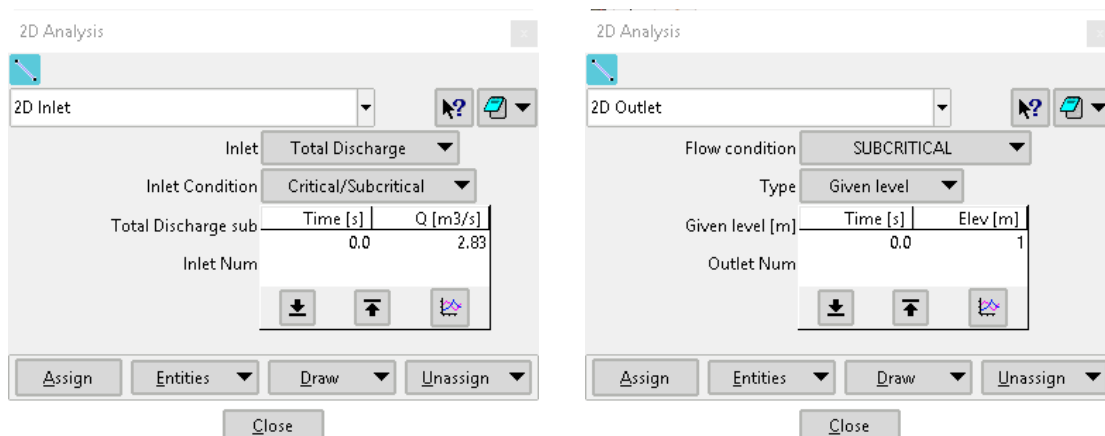 2D Analysis
x
2D Inlet
?
Inlet Total Discharge
Inlet Condition Critical/Subcritical
Total Discharge sub Time [s] Q [m3/s]
0.0 2.83
Inlet Num
Assign Entities Draw Unassign
Close
2D Analysis
x
2D Outlet
?
Flow condition SUBCRITICAL
Type Given level
Given level [m] Time [s] Elev [m]
0.0 1
Outlet Num
Assign Entities Draw Unassign
Close